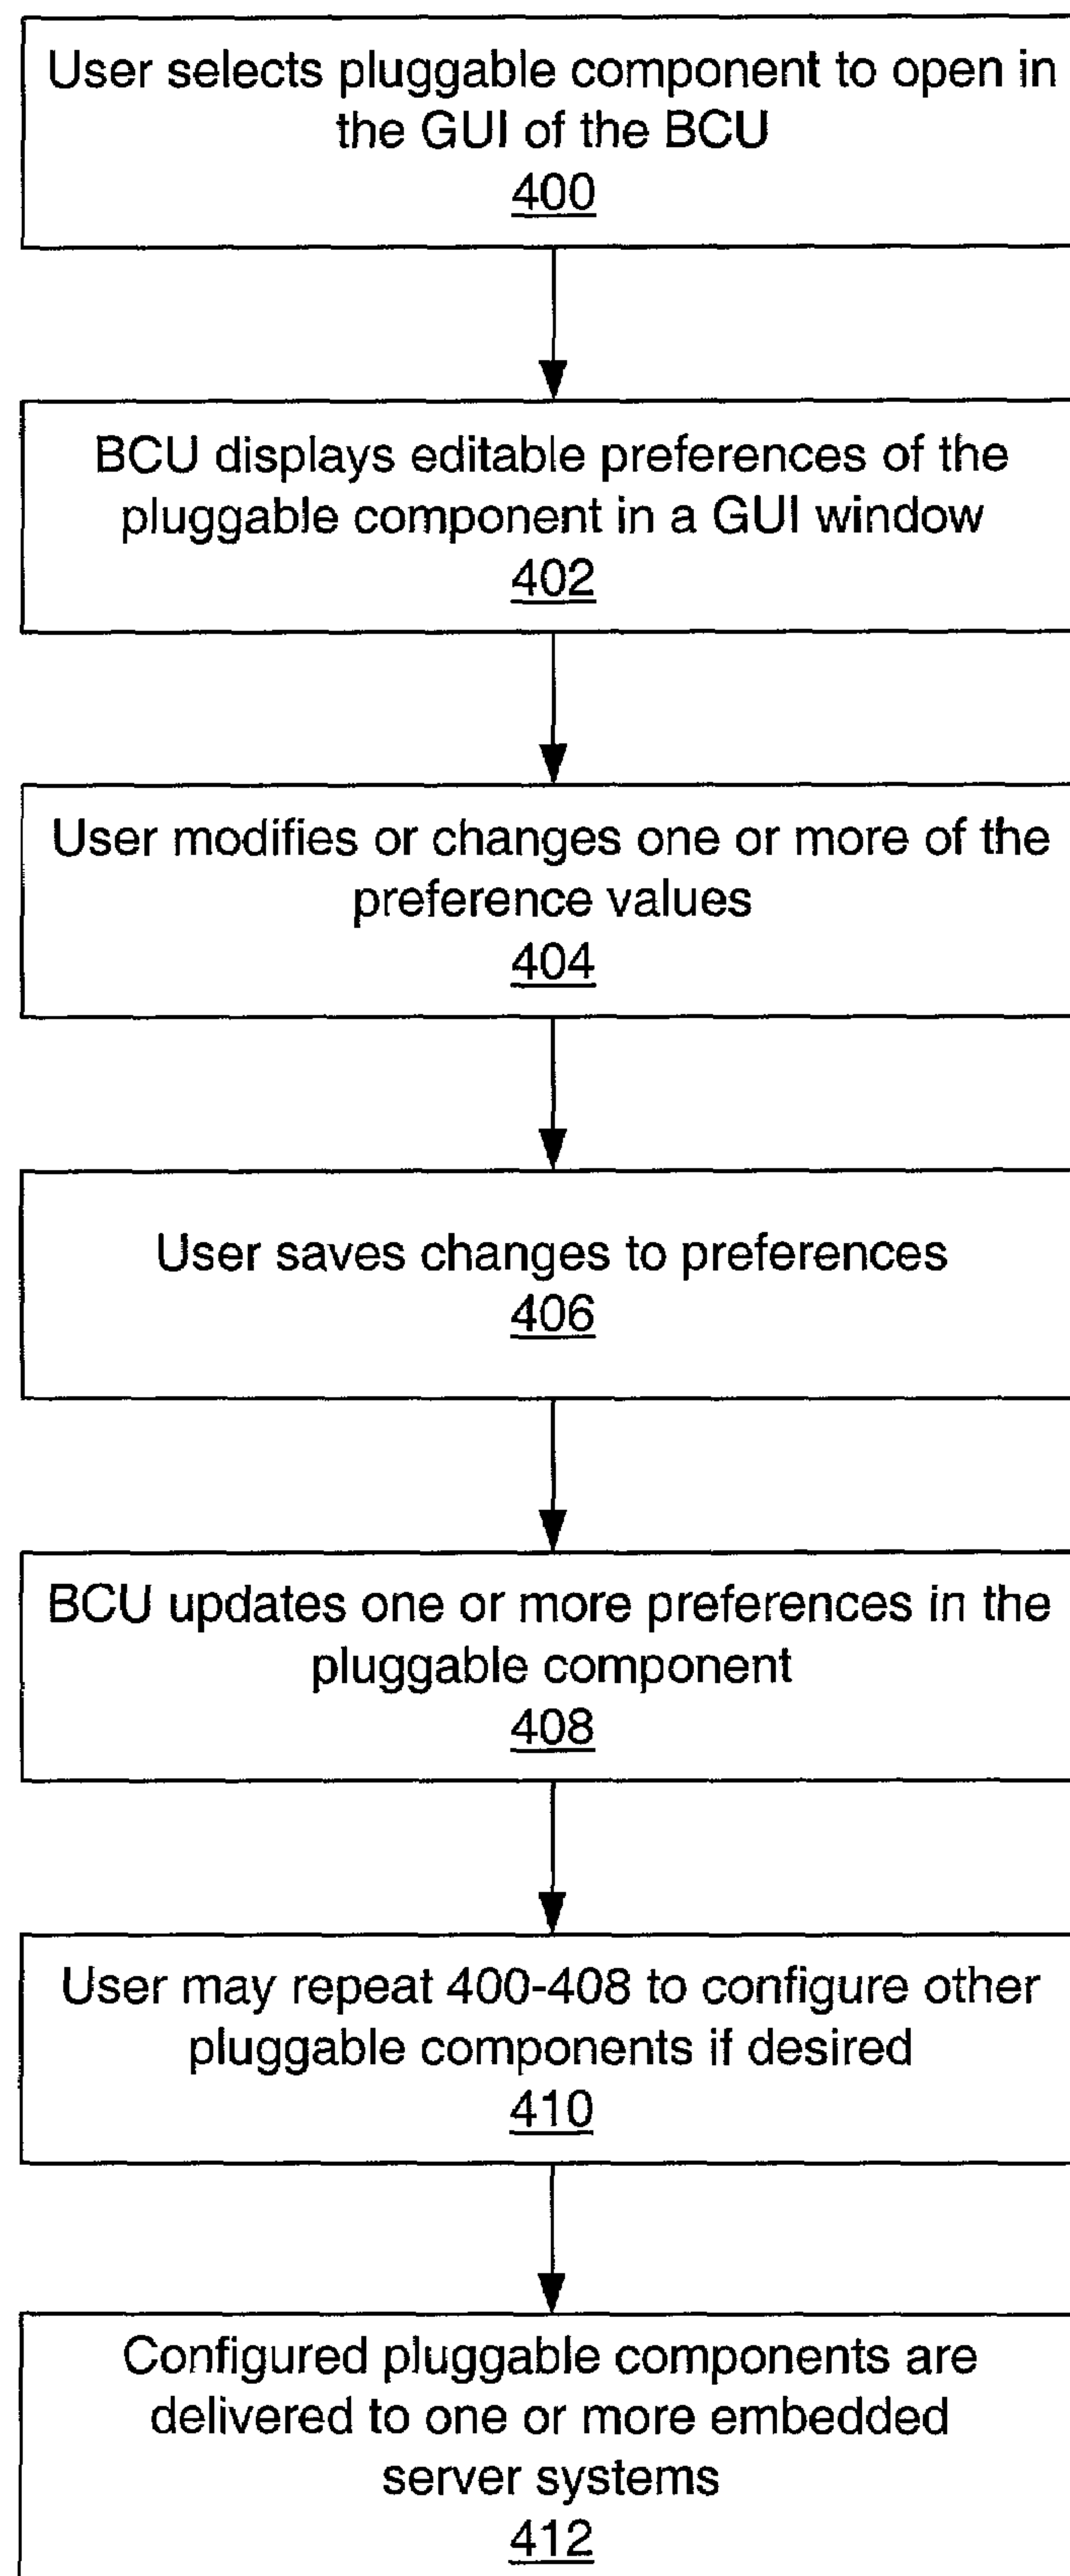 User selects pluggable component to open in
the GUI of the BCU
400
BCU displays editable preferences of the
pluggable component in a GUI window
402
User modifies or changes one or more of the
preference values
404
User saves changes to preferences
406
BCU updates one or more preferences in the
pluggable component
408
User may repeat 400-408 to configure other
pluggable components if desired
410
Configured pluggable components are
delivered to one or more embedded
server systems
412